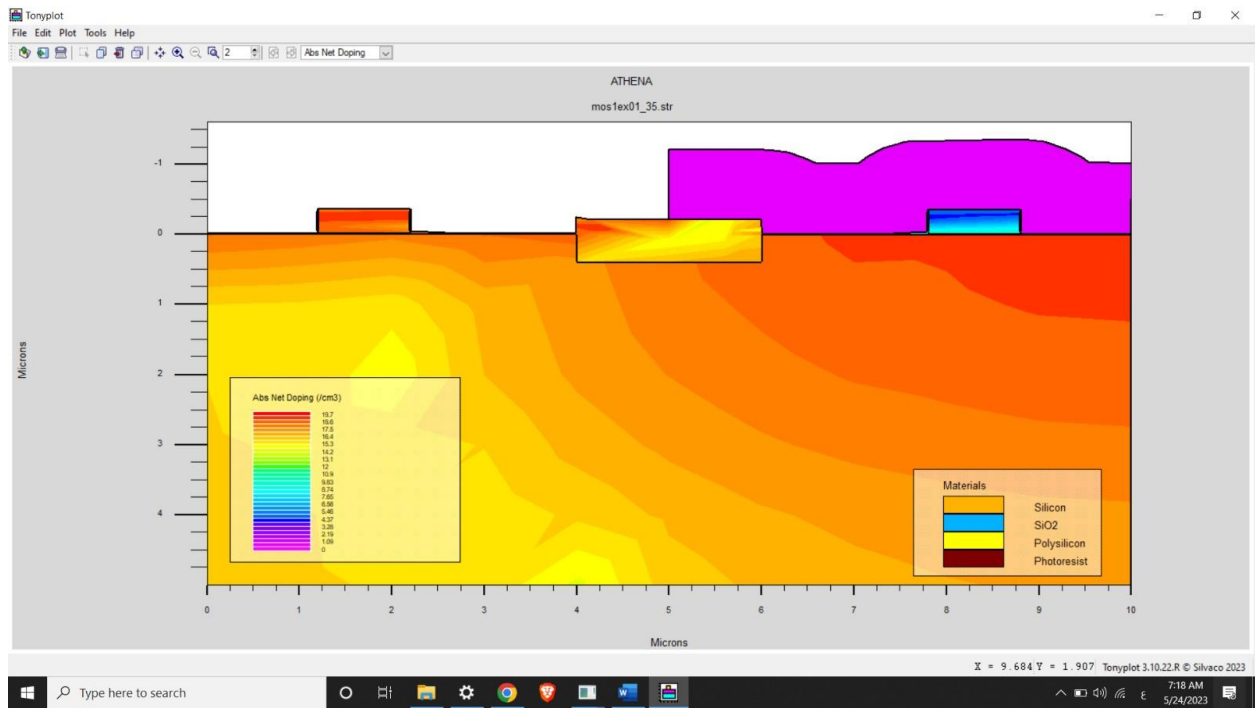 Tonyplot
File Edit Plot Tools Help
2
Abs Net Doping
ATHENA
mos1ex01_35.str
-1
0
1
2
3
4
Microns
Abs Net Doping (/cm3)
19.7
18.6
17.5
16.4
15.3
14.2
13.1
12
10.9
9.83
8.74
7.65
6.56
5.46
4.37
3.28
2.19
1.09
0
Materials
Silicon
SiO2
Polysilicon
Photoresist
0 1 2 3 4 5 6 7 8 9 10
Microns
X = 9.684 Y = 1.907 Tonyplot 3.10.22.R © Silvaco 2023
Type here to search
ع
7:18 AM
5/24/2023